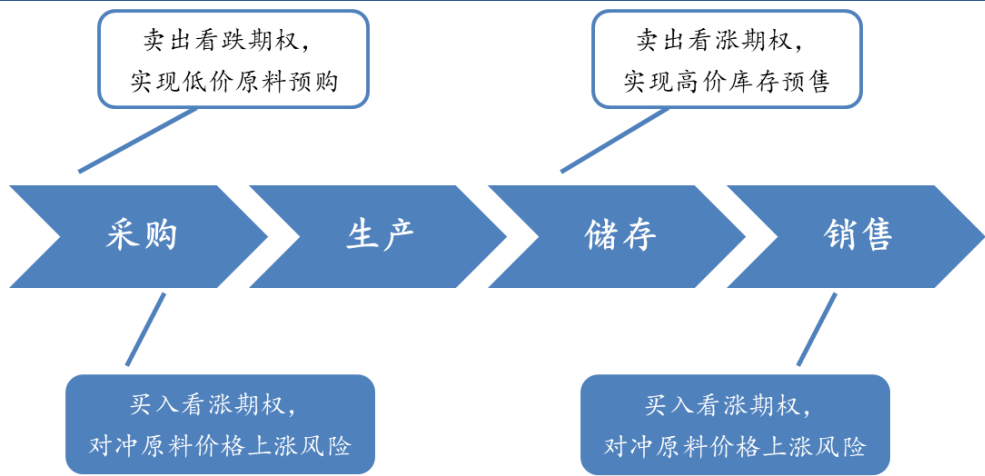 卖出看跌期权，
实现低价原料预购
卖出看涨期权，
实现高价库存预售
采购
生产
储存
销售
买入看涨期权，
对冲原料价格上涨风险
买入看涨期权，
对冲原料价格上涨风险